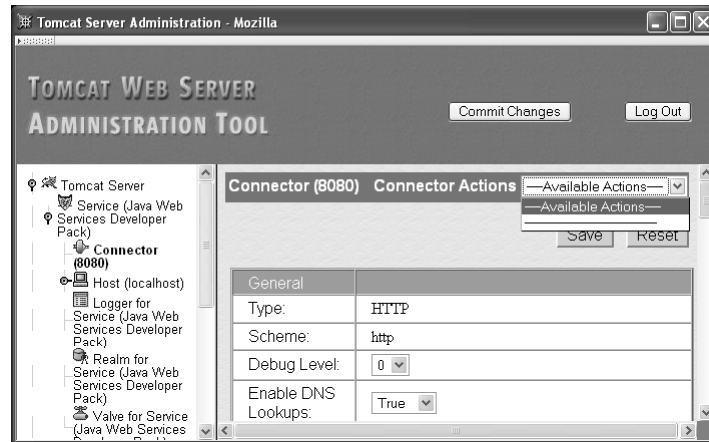 Tomcat Server Administration - Mozilla
TOMCAT WEB SERVER
ADMINISTRATION TOOL
Commit Changes
Log Out
Tomcat Server
Service (Java Web
Services Developer
Pack)
Connector
(8080)
Host (localhost)
Logger for
Service (Java Web
Services Developer
Pack)
Realm for
Service (Java Web
Services Developer
Pack)
Valve for Service
(Java Web Services
Connector (8080)
Connector Actions
—Available Actions—
—Available Actions—
Save
Reset
General
Type: HTTP
Scheme: http
Debug Level: 0
Enable DNS
Lookups: True